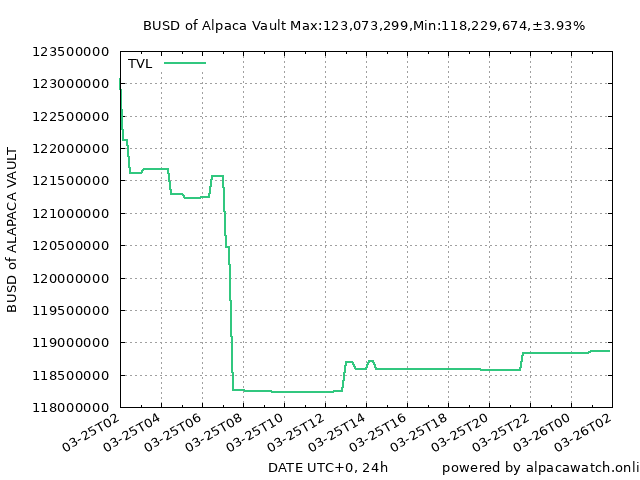 BUSD of Alpaca Vault Max:123,073,299,Min:118,229,674,±3.93%
TVL
BUSD of ALAPACA VAULT
123500000
123000000
122500000
122000000
121500000
121000000
120500000
120000000
119500000
119000000
118500000
118000000
03-25T02
03-25T04
03-25T06
03-25T08
03-25T10
03-25T12
03-25T14
03-25T16
03-25T18
03-25T20
03-25T22
03-26T00
03-26T02
DATE UTC+0, 24h
powered by alpacawatch.onli